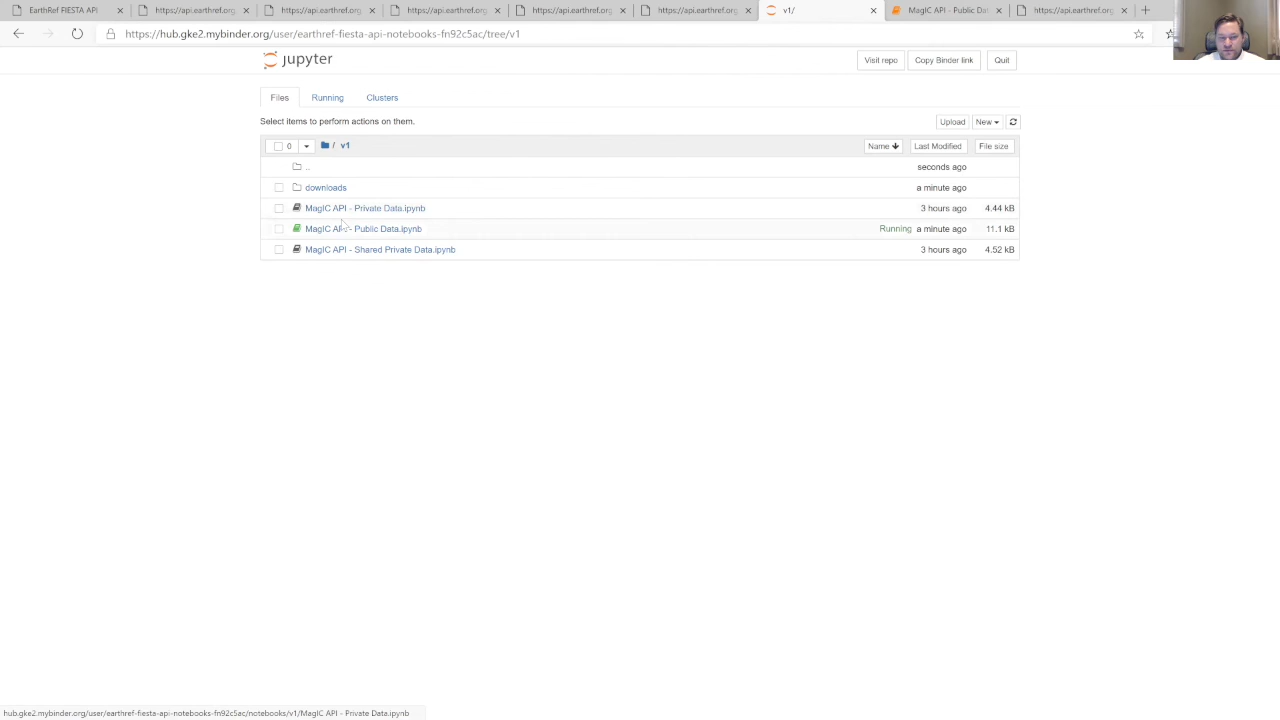 EarthRef FIESTA API
https://api.earthref.org
https://api.earthref.org
https://api.earthref.org
https://api.earthref.org
https://api.earthref.org
v1/
MagIC API - Public Dat
https://api.earthref.org
https://hub.gke2.mybinder.org/user/earthref-fiesta-api-notebooks-fn92c5ac/tree/v1
jupyter
Visit repo
Copy Binder link
Quit
Files
Running
Clusters
Select items to perform actions on them.
Upload
New
0
/ v1
Name
Last Modified
File size
..
seconds ago
downloads
a minute ago
MagIC API - Private Data.ipynb
3 hours ago
4.44 kB
MagIC API - Public Data.ipynb
Running
a minute ago
11.1 kB
MagIC API - Shared Private Data.ipynb
3 hours ago
4.52 kB
hub.gke2.mybinder.org/user/earthref-fiesta-api-notebooks-fn92c5ac/notebooks/v1/MagIC API - Private Data.ipynb